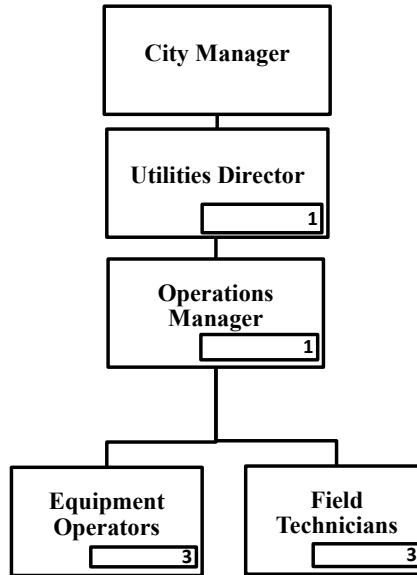 City Manager
Utilities Director
1
Operations
Manager
1
Equipment
Operators
3
Field
Technicians
3